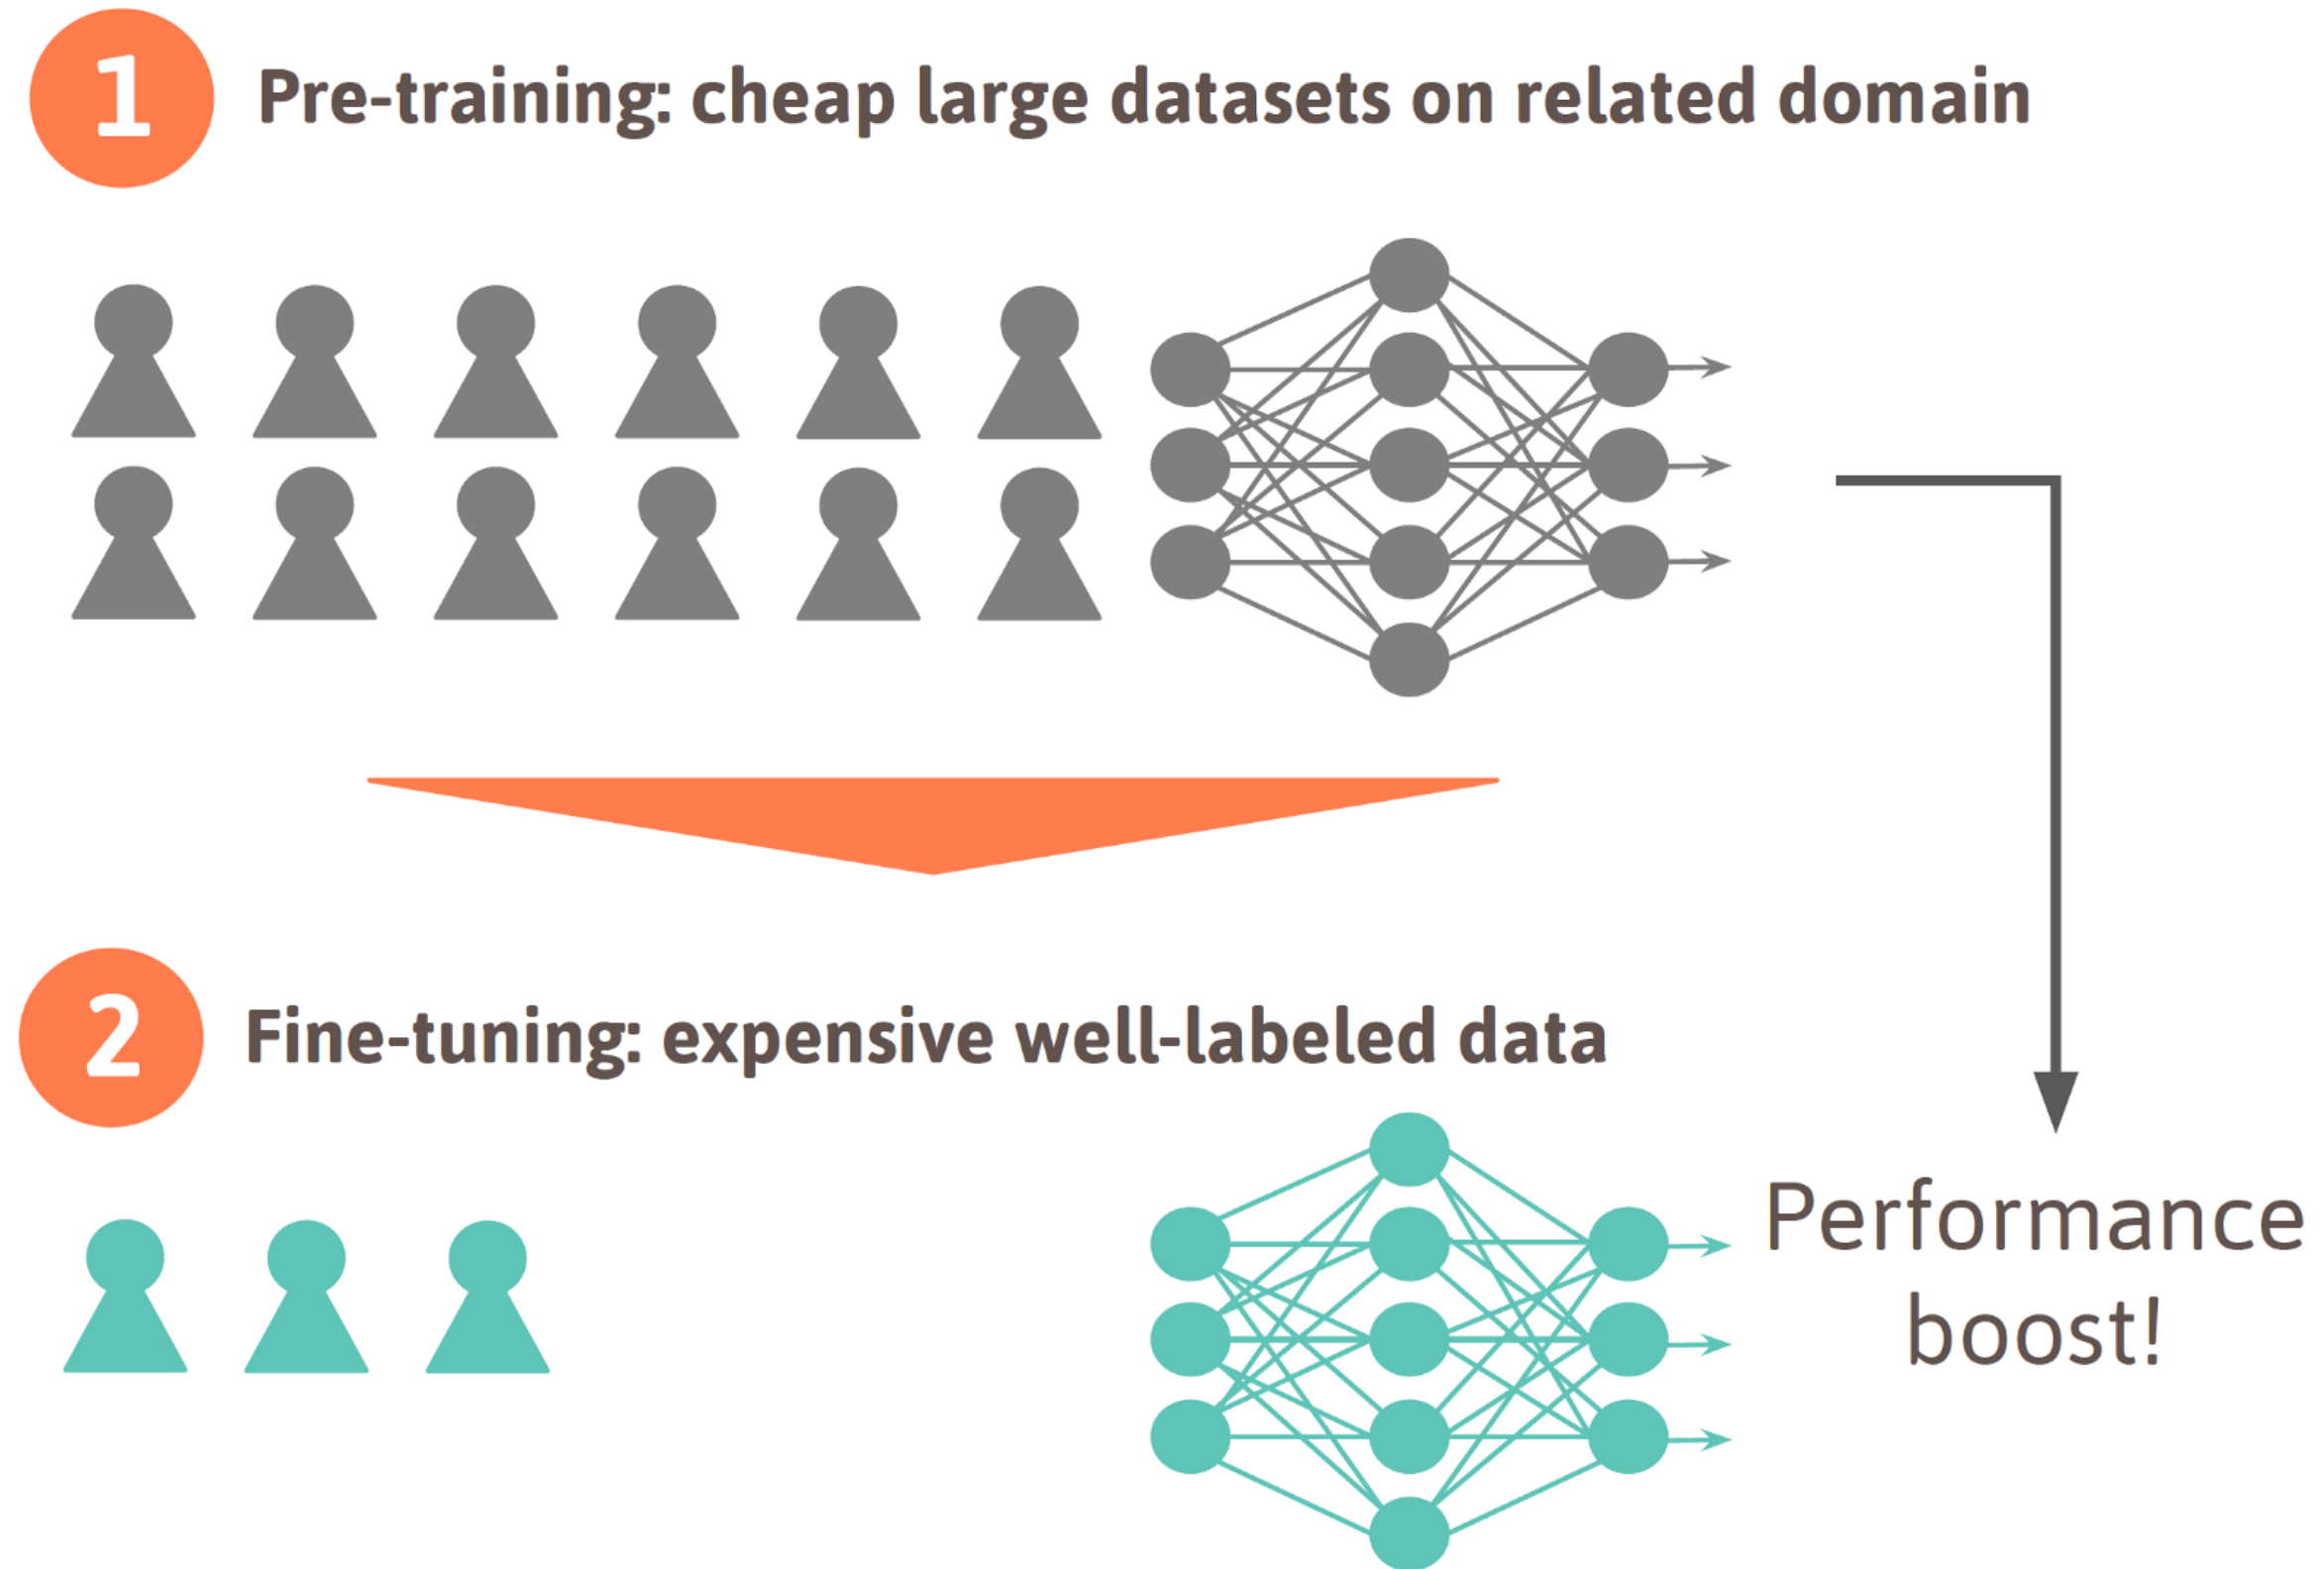 1
Pre-training: cheap large datasets on related domain
2
Fine-tuning: expensive well-labeled data
Performance
boost!